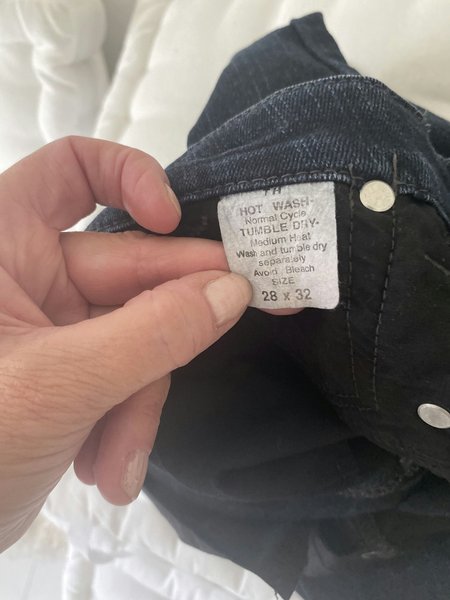 HOT WASH-
Normal Cycle
TUMBLE DRY-
Medium Heat
Wash and tumble dry
separately
Avoid Bleach
SIZE
28 x 32